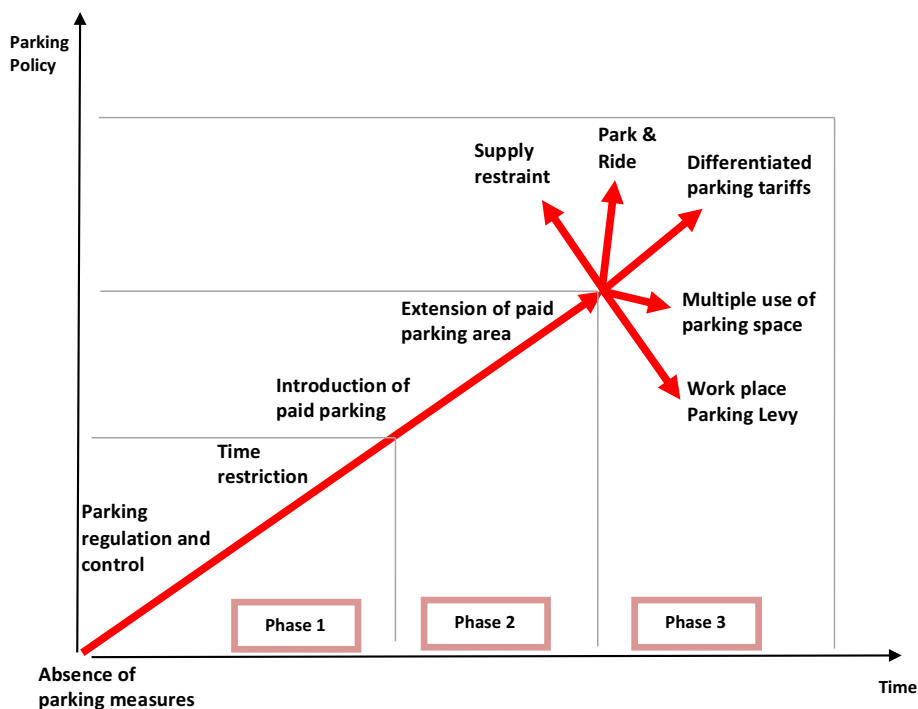 Parking
Policy
Park &
Ride
Supply
restraint
Differentiated
parking tariffs
Extension of paid
parking area
Multiple use of
parking space
Introduction of
paid parking
Work place
Parking Levy
Time
restriction
Parking
regulation and
control
Phase 1
Phase 2
Phase 3
Absence of
parking measures
Time